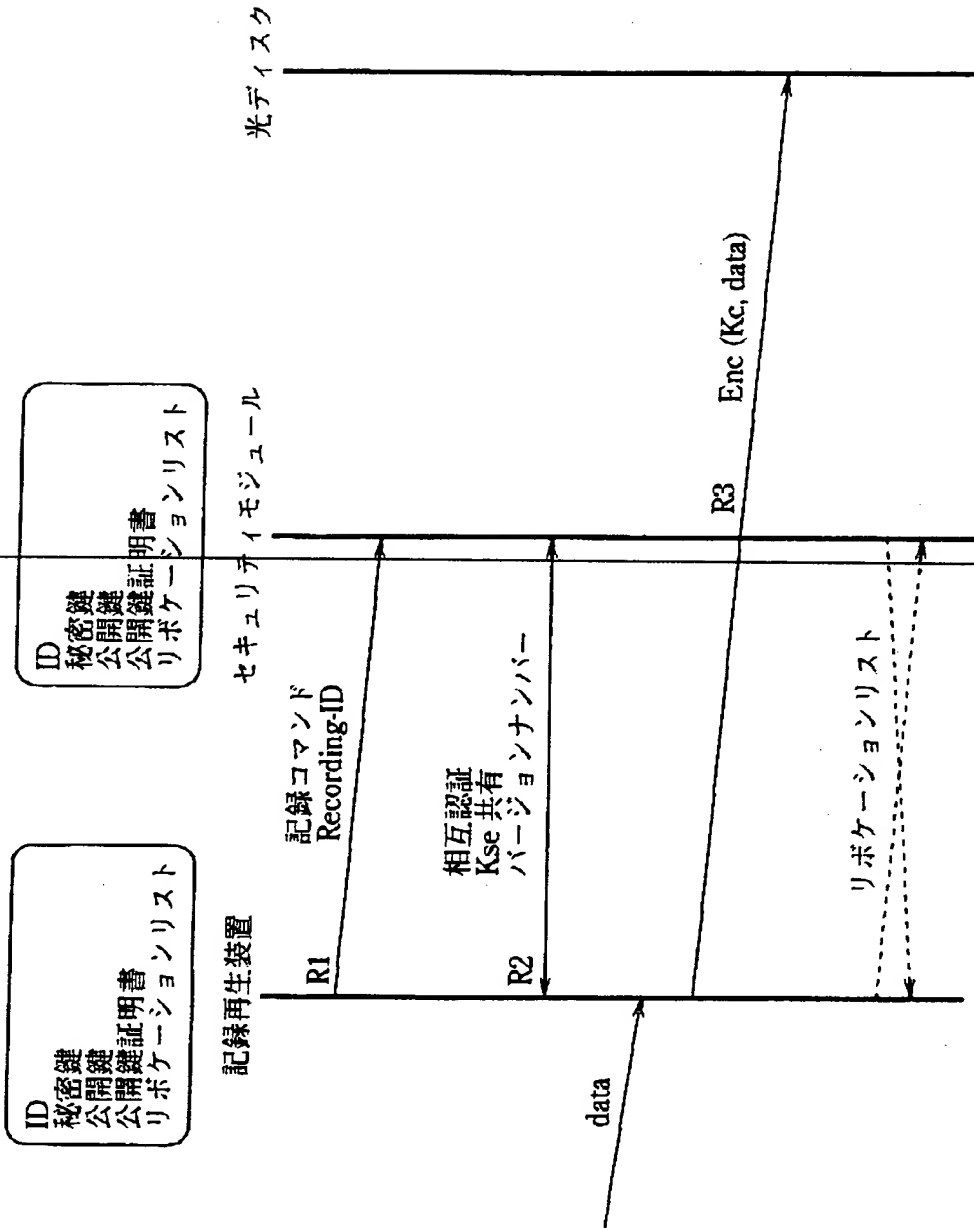 ID
秘密鍵
公開鍵
公開鍵証明書
リボケーションリスト
ID
秘密鍵
公開鍵
公開鍵証明書
リボケーションリスト
記録再生装置
セキュリティモジュール
光ディスク
R1
記録コマンド
Recording-ID
R2
相互認証
Kse 共有
バージョンナンバー
data
R3
Enc (Kc, data)
リボケーションリスト